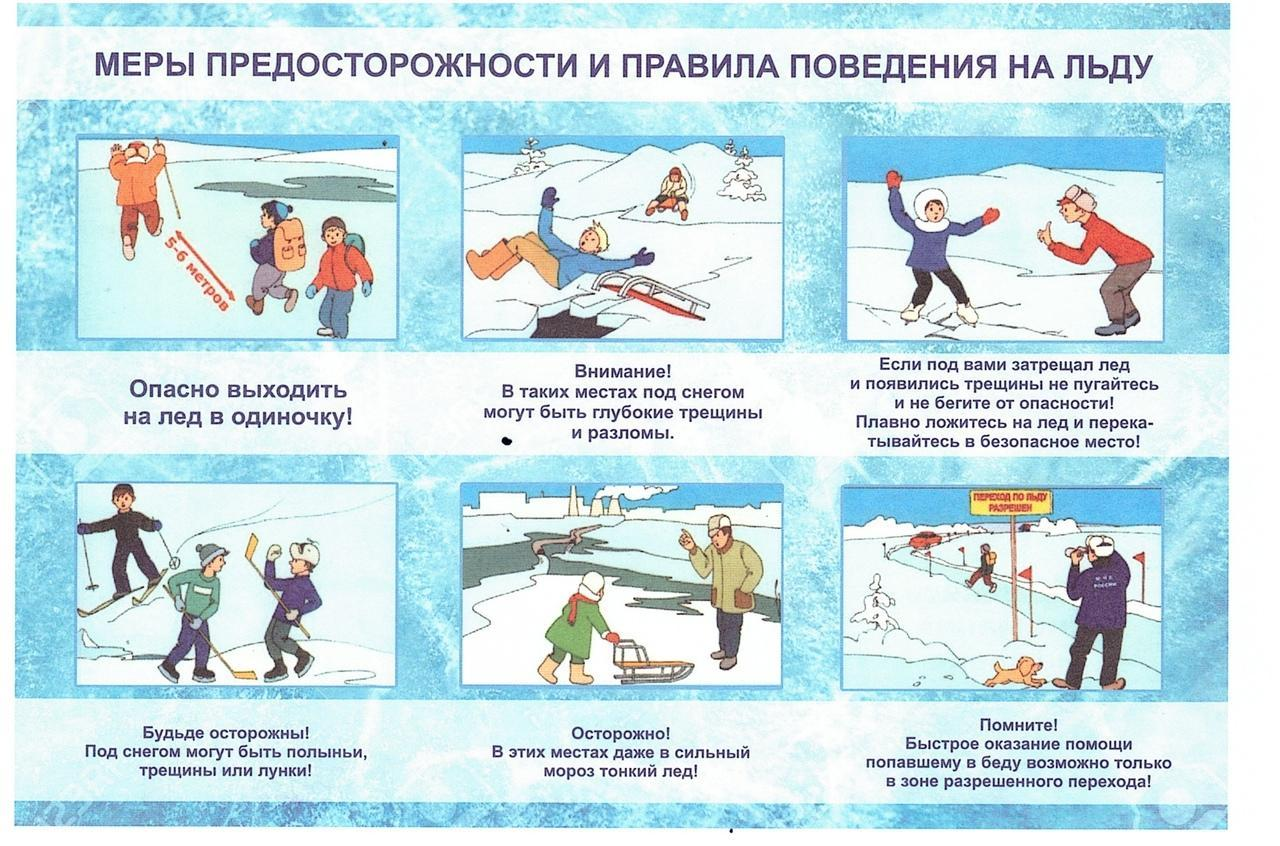 МЕРЫ ПРЕДОСТОРОЖНОСТИ И ПРАВИЛА ПОВЕДЕНИЯ НА ЛЬДУ
5-6 метров
Опасно выходить
на лед в одиночку!
Внимание!
В таких местах под снегом
могут быть глубокие трещины
и разломы.
Если под вами затрещал лед
и появились трещины не пугайтесь
и не бегите от опасности!
Плавно ложитесь на лед и перека-
тывайтесь в безопасное место!
ПЕРЕХОД ПО ЛЬДУ
РАЗРЕШЕН
М Ч С
РОССИИ
Будьде осторожны!
Под снегом могут быть полыньи,
трещины или лунки!
Осторожно!
В этих местах даже в сильный
мороз тонкий лед!
Помните!
Быстрое оказание помощи
попавшему в беду возможно только
в зоне разрешенного перехода!